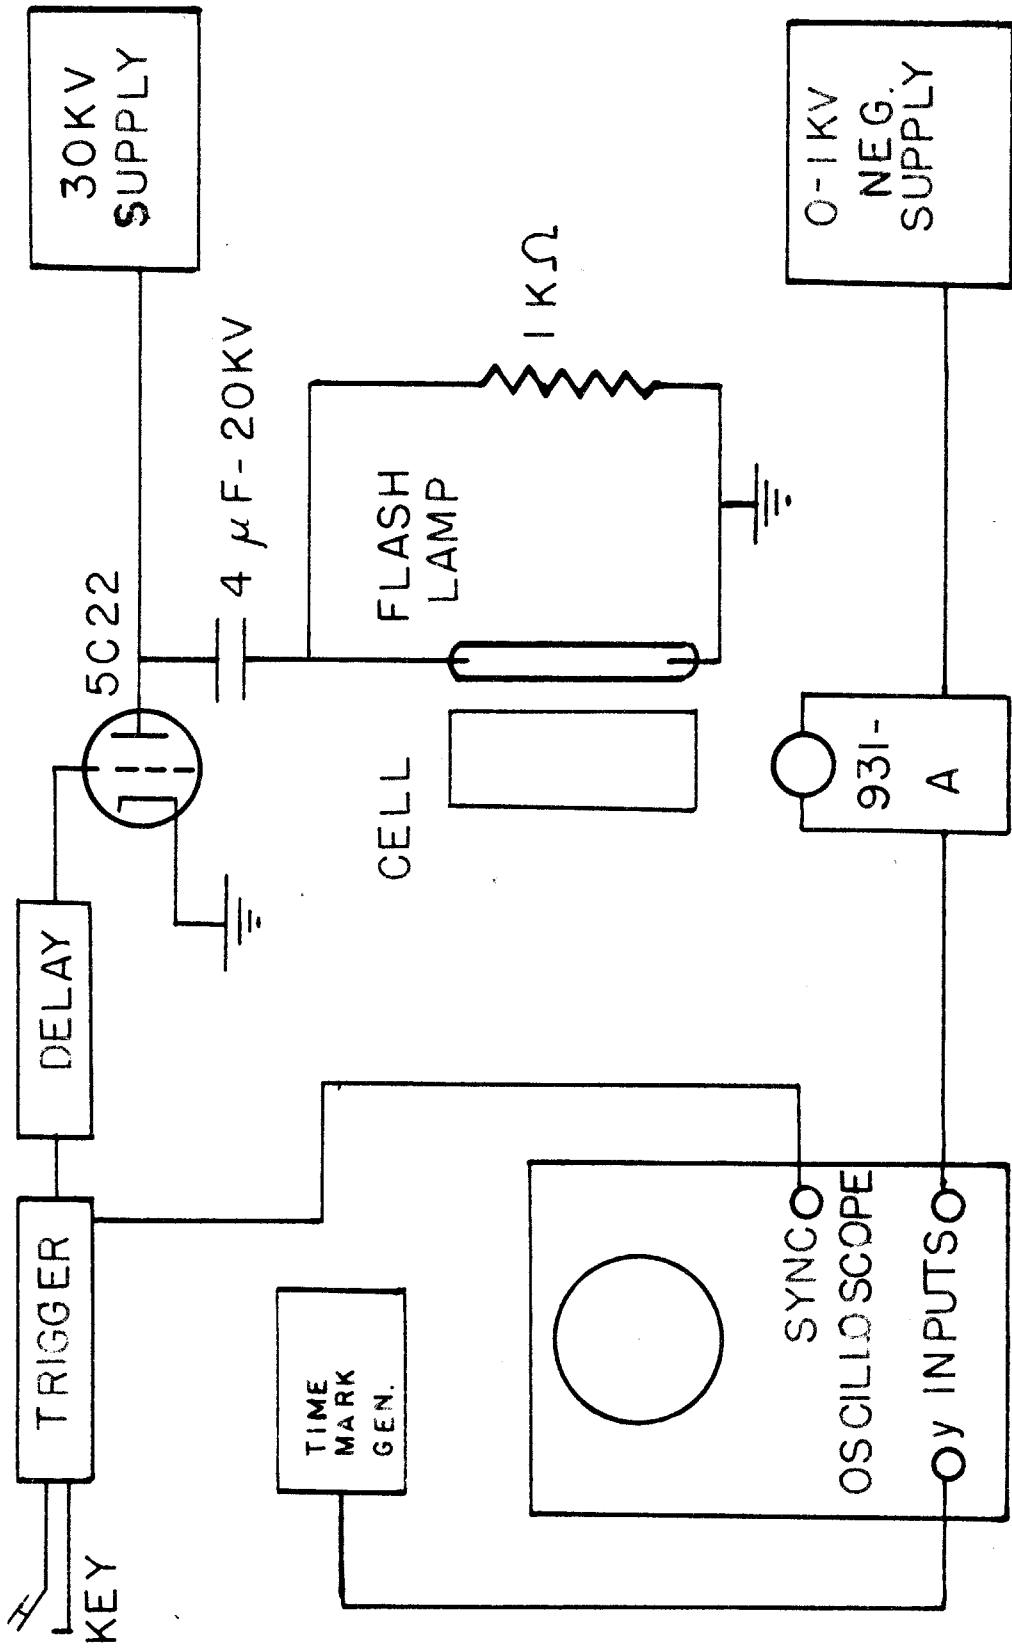 30KV
SUPPLY
5C22
4 μF-20KV
1KΩ
FLASH
LAMP
CELL
0-1KV
NEG.
SUPPLY
931-
A
DELAY
TRIGGER
KEY
TIME
MARK
GEN.
SYNC
OSCILLOSCOPE
y INPUTS